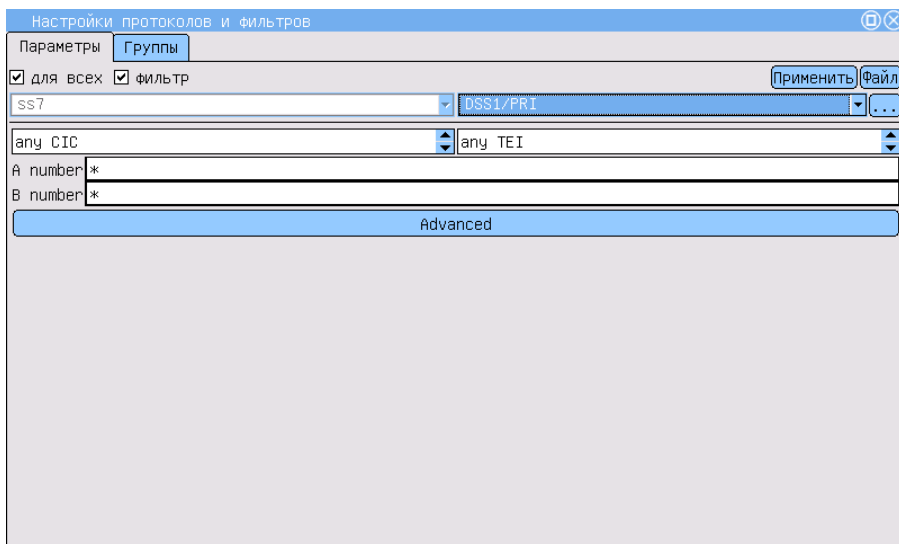 Настройки протоколов и фильтров
Параметры Группы
для всех фильтр Применить Файл
ss7 DSS1/PRI ...
any CIC any TEI
A number *
B number *
Advanced